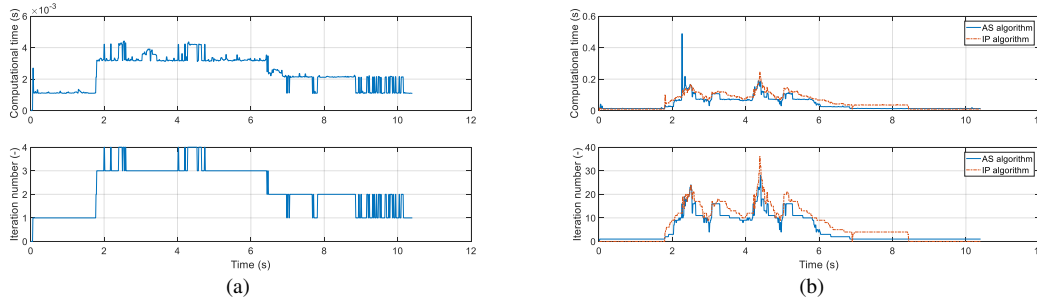 ×10⁻³
Computational time (s)
6
4
2
0
0 2 4 6 8 10 12
Iteration number (-)
4
3
2
1
0
0 2 4 6 8 10 12
Time (s)
(a)
Computational time (s)
0.6
0.4
0.2
0
0 2 4 6 8 10 12
AS algorithm
IP algorithm
Iteration number (-)
40
30
20
10
0
0 2 4 6 8 10 12
AS algorithm
IP algorithm
Time (s)
(b)